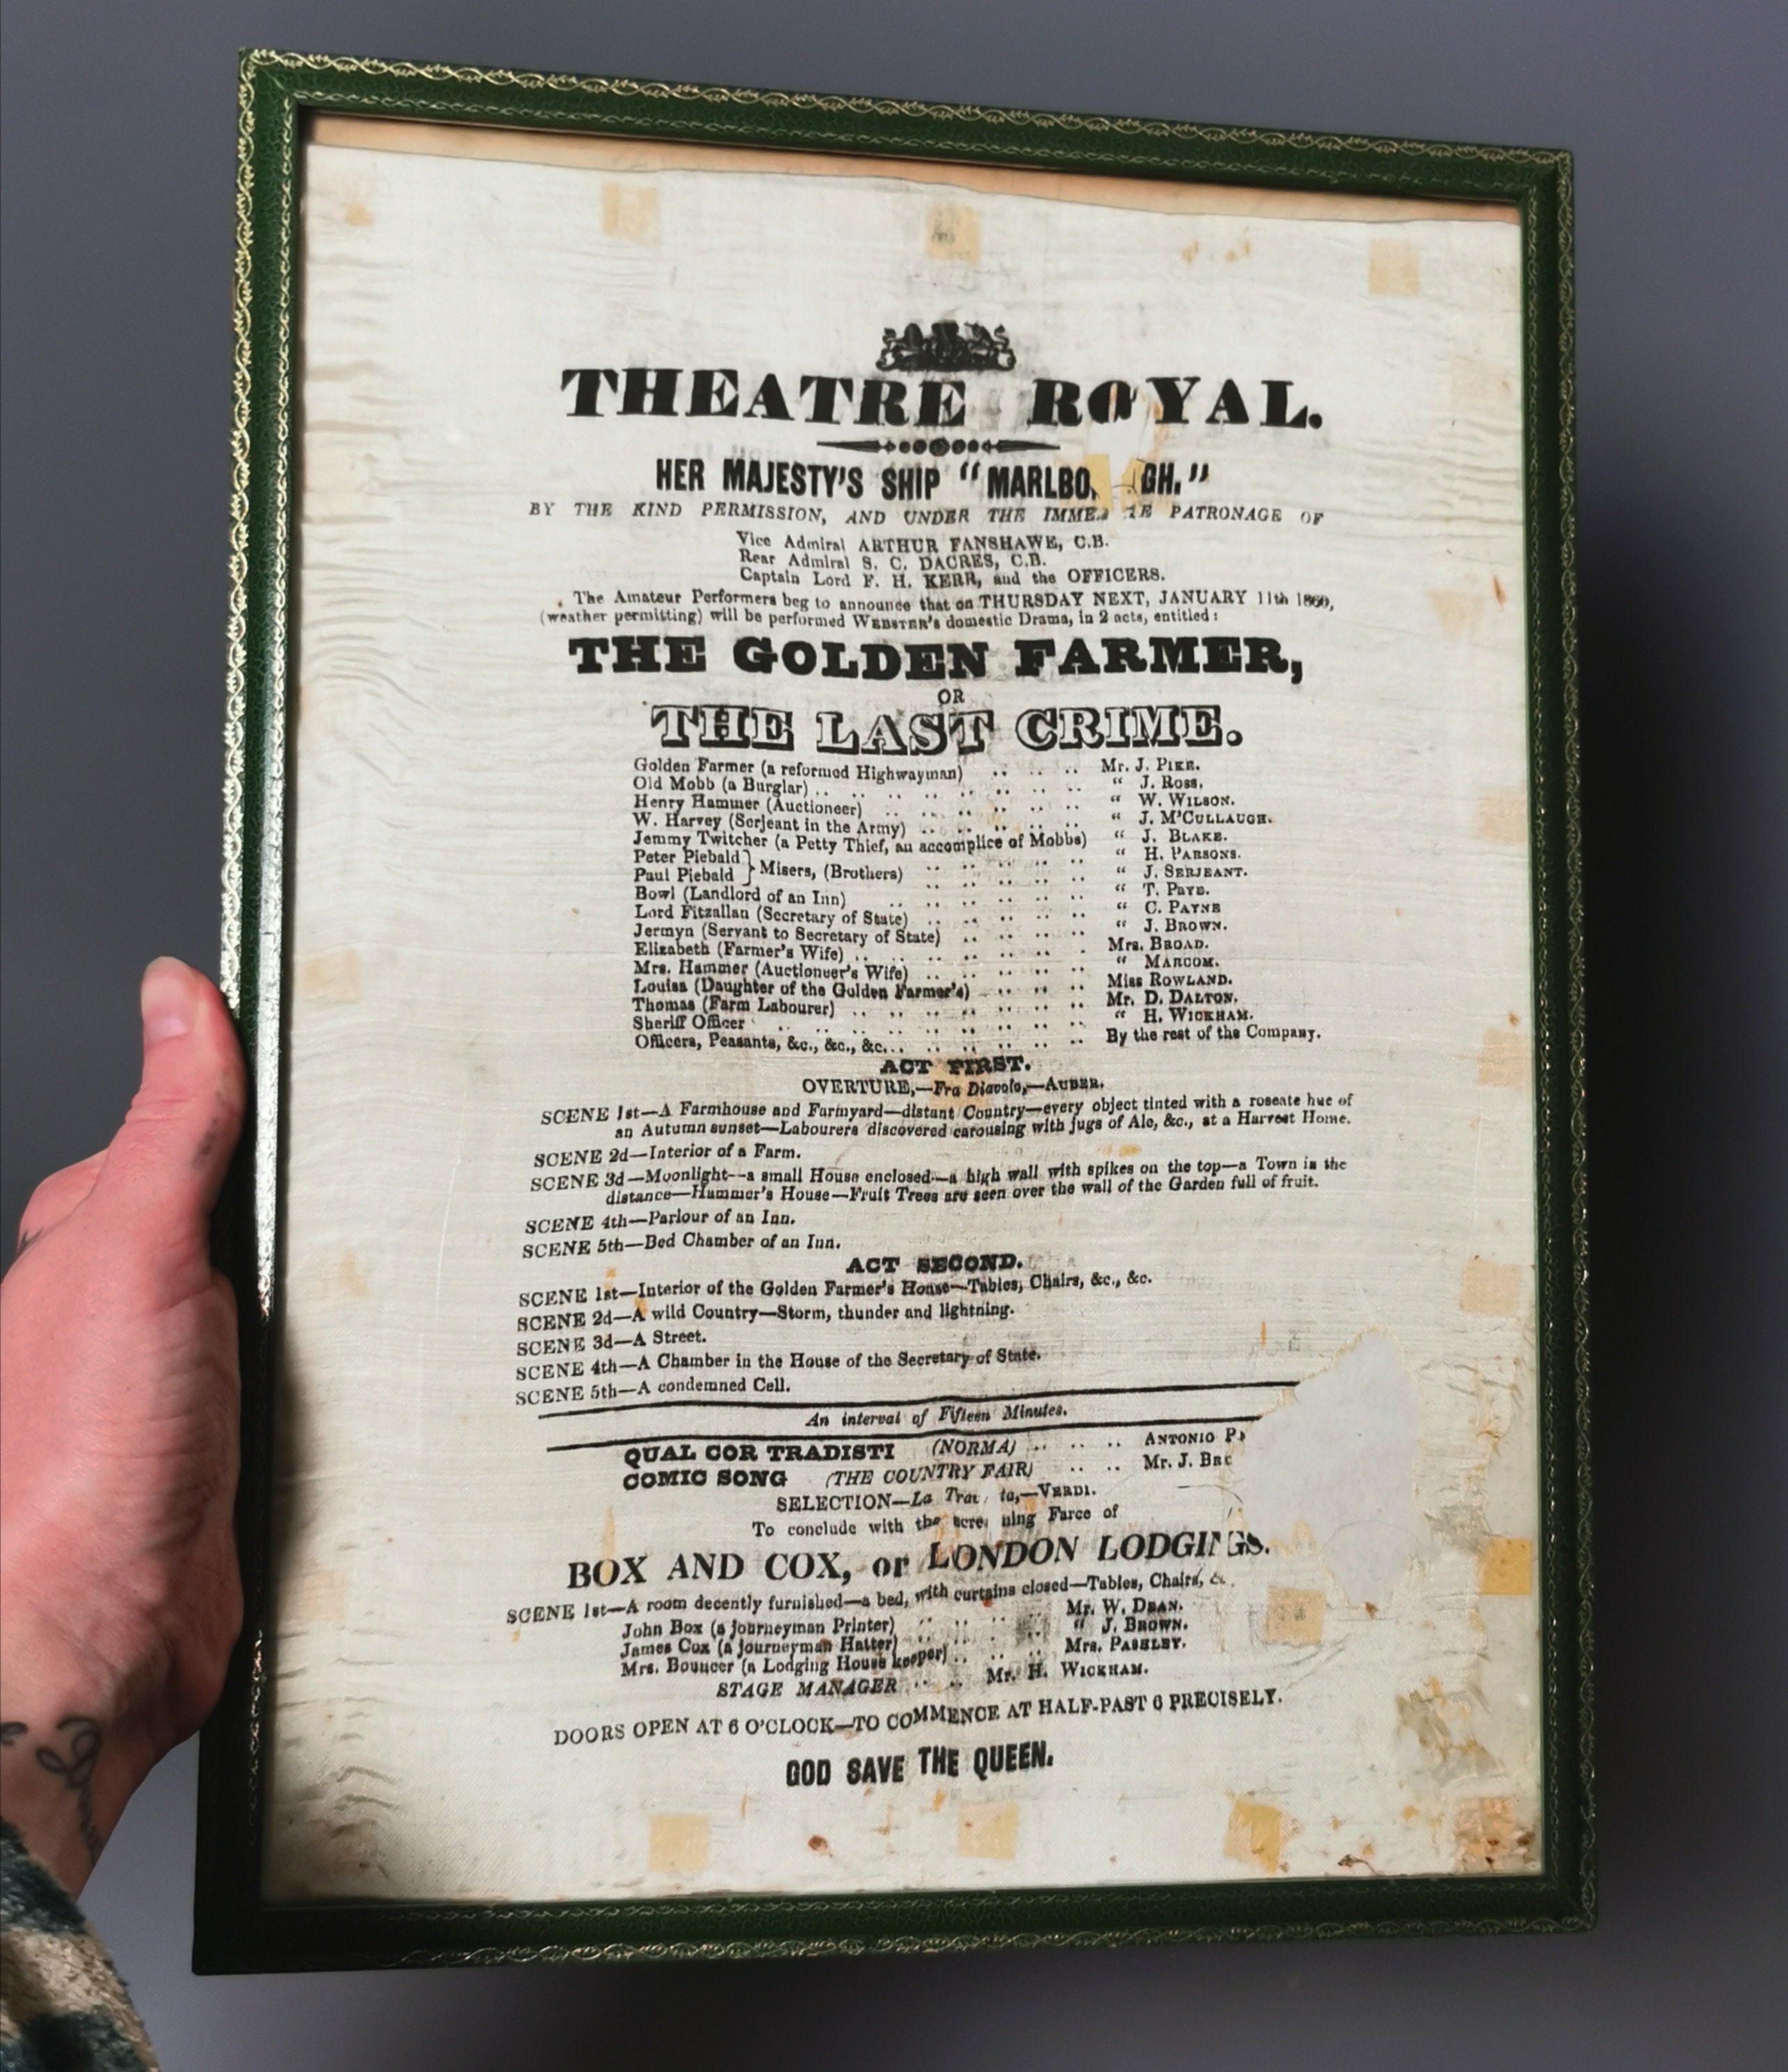 THEATRE ROYAL.
HER MAJESTY'S SHIP "MARLBO GH."
BY THE KIND PERMISSION, AND UNDER THE PATRONAGE OF
Vice Admiral ARTHUR FANSHAWE, C.B.
Rear Admiral S. C. DACRES, C.B.
Captain Lord F. H. KERR, and the OFFICERS.
The Amateur Performers beg to announce that on THURSDAY NEXT, JANUARY 11th 1860,
(weather permitting) will be performed WEBSTER'S domestic Drama, in 2 acts, entitled:
THE GOLDEN FARMER,
OR
THE LAST CRIME.
Golden Farmer (a reformed Highwayman) .. .. .. Mr. J. PIKE.
Old Mobb (a Burglar) .. .. .. .. .. .. " J. ROSS.
Henry Hammer (Auctioneer) .. .. .. .. .. " W. WILSON.
W. Harvey (Serjeant in the Army) .. .. .. .. " J. M'CULLAUGH.
Jemmy Twitcher (a Petty Thief, an accomplice of Mobbs) " J. BLAKE.
Peter Piebald } Misers, (Brothers) .. .. .. .. " H. PARSONS.
Paul Piebald .. .. .. .. " J. SERJEANT.
Bowl (Landlord of an Inn) .. .. .. .. .. " T. PRYE.
Lord Fitzallan (Secretary of State) .. .. .. .. " C. PAYNE
Jermyn (Servant to Secretary of State) .. .. .. " J. BROWN.
Elizabeth (Farmer's Wife) .. .. .. .. .. Mrs. BROAD.
Mrs. Hammer (Auctioneer's Wife) .. .. .. .. " MARCOM.
Louisa (Daughter of the Golden Farmer's) .. .. .. Miss ROWLAND.
Thomas (Farm Labourer) .. .. .. .. .. Mr. D. DALTON.
Sheriff Officer .. .. .. .. .. .. " H. WICKHAM.
Officers, Peasants, &c., &c., &c... .. .. .. .. By the rest of the Company.
ACT FIRST.
OVERTURE,—Fra Diavolo,—AUBER.
SCENE 1st—A Farmhouse and Farmyard—distant Country—every object tinted with a roseate hue of
an Autumn sunset—Labourers discovered carousing with jugs of Ale, &c., at a Harvest Home.
SCENE 2d—Interior of a Farm.
SCENE 3d—Moonlight--a small House enclosed—a high wall with spikes on the top—a Town in the
distance—Hammer's House—Fruit Trees are seen over the wall of the Garden full of fruit.
SCENE 4th—Parlour of an Inn.
SCENE 5th—Bed Chamber of an Inn.
ACT SECOND.
SCENE 1st—Interior of the Golden Farmer's House—Tables, Chairs, &c., &c.
SCENE 2d—A wild Country—Storm, thunder and lightning.
SCENE 3d—A Street.
SCENE 4th—A Chamber in the House of the Secretary of State.
SCENE 5th—A condemned Cell.
An interval of Fifteen Minutes.
QUAL COR TRADISTI (NORMA) .. .. .. ANTONIO
COMIC SONG (THE COUNTRY FAIR) .. .. Mr. J.
SELECTION—La ta,—VERDI.
To conclude with the Farce of
BOX AND COX, or LONDON LODGINGS.
SCENE 1st—A room decently furnished—a bed, with curtains closed—Tables, Chairs, &
John Box (a journeyman Printer) .. .. .. .. Mr. W. DEAN.
James Cox (a journeyman Hatter) .. .. .. .. " J. BROWN.
Mrs. Bouncer (a Lodging House keeper) .. .. .. Mrs. PASHLEY.
STAGE MANAGER .. .. Mr. H. WICKHAM.
DOORS OPEN AT 6 O'CLOCK—TO COMMENCE AT HALF-PAST 6 PRECISELY.
GOD SAVE THE QUEEN.